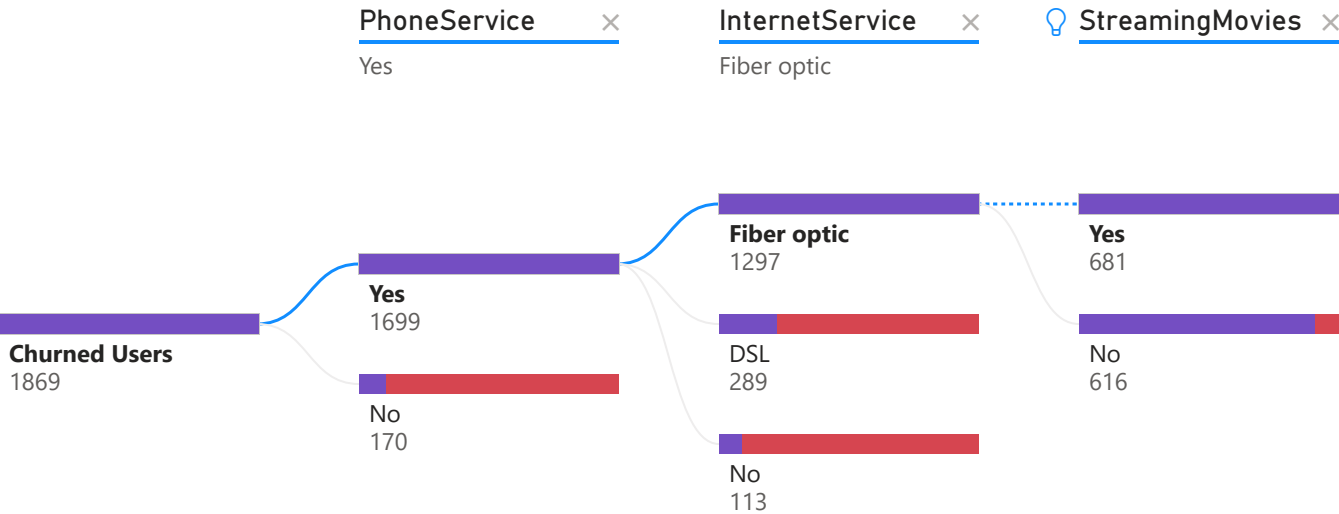 PhoneService
InternetService
StreamingMovies
Yes
Fiber optic
Churned Users
1869
Yes
1699
No
170
Fiber optic
1297
DSL
289
No
113
Yes
681
No
616